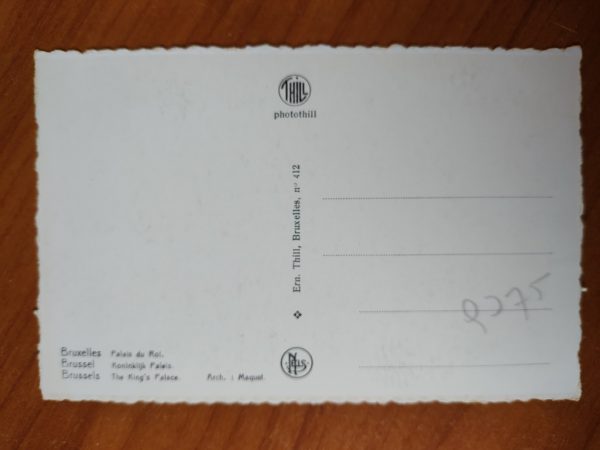 THILL
photothill
Ern. Thill, Bruxelles, nº 412
Bruxelles Palais du Roi.
Brussel Koninklijk Paleis.
Brussels The King's Palace. Arch. : Maquet.